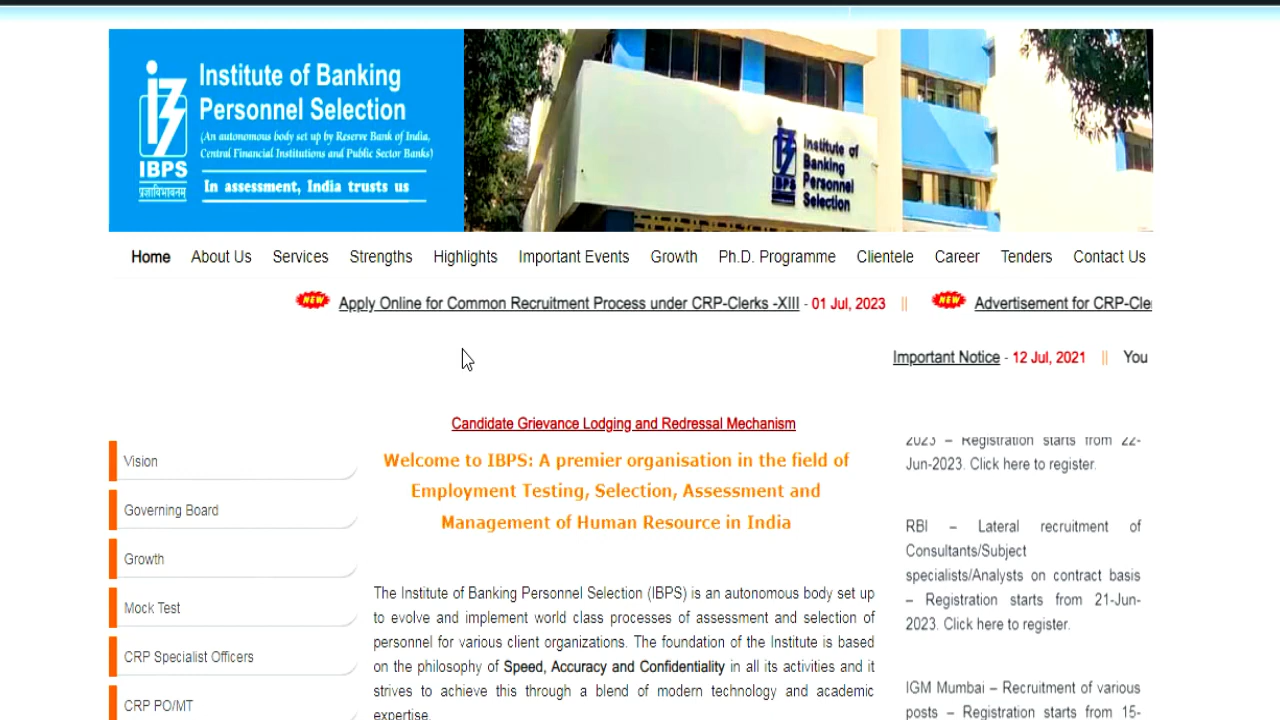 Institute of Banking
Personnel Selection
(An autonomous body set up by Reserve Bank of India,
Central Financial Institutions and Public Sector Banks)
IBPS
प्रज्ञाविभावनम्
In assessment, India trusts us
Institute of
Banking
Personnel
Selection
IBPS
Home About Us Services Strengths Highlights Important Events Growth Ph.D. Programme Clientele Career Tenders Contact Us
NEW Apply Online for Common Recruitment Process under CRP-Clerks -XIII - 01 Jul, 2023 || NEW Advertisement for CRP-Cle
Important Notice - 12 Jul, 2021 || You
Candidate Grievance Lodging and Redressal Mechanism
Vision
Governing Board
Growth
Mock Test
CRP Specialist Officers
CRP PO/MT
Welcome to IBPS: A premier organisation in the field of
Employment Testing, Selection, Assessment and
Management of Human Resource in India
The Institute of Banking Personnel Selection (IBPS) is an autonomous body set up
to evolve and implement world class processes of assessment and selection of
personnel for various client organizations. The foundation of the Institute is based
on the philosophy of Speed, Accuracy and Confidentiality in all its activities and it
strives to achieve this through a blend of modern technology and academic
expertise.
2023 – Registration starts from 22-
Jun-2023. Click here to register.
RBI – Lateral recruitment of
Consultants/Subject
specialists/Analysts on contract basis
– Registration starts from 21-Jun-
2023. Click here to register.
IGM Mumbai – Recruitment of various
posts – Registration starts from 15-